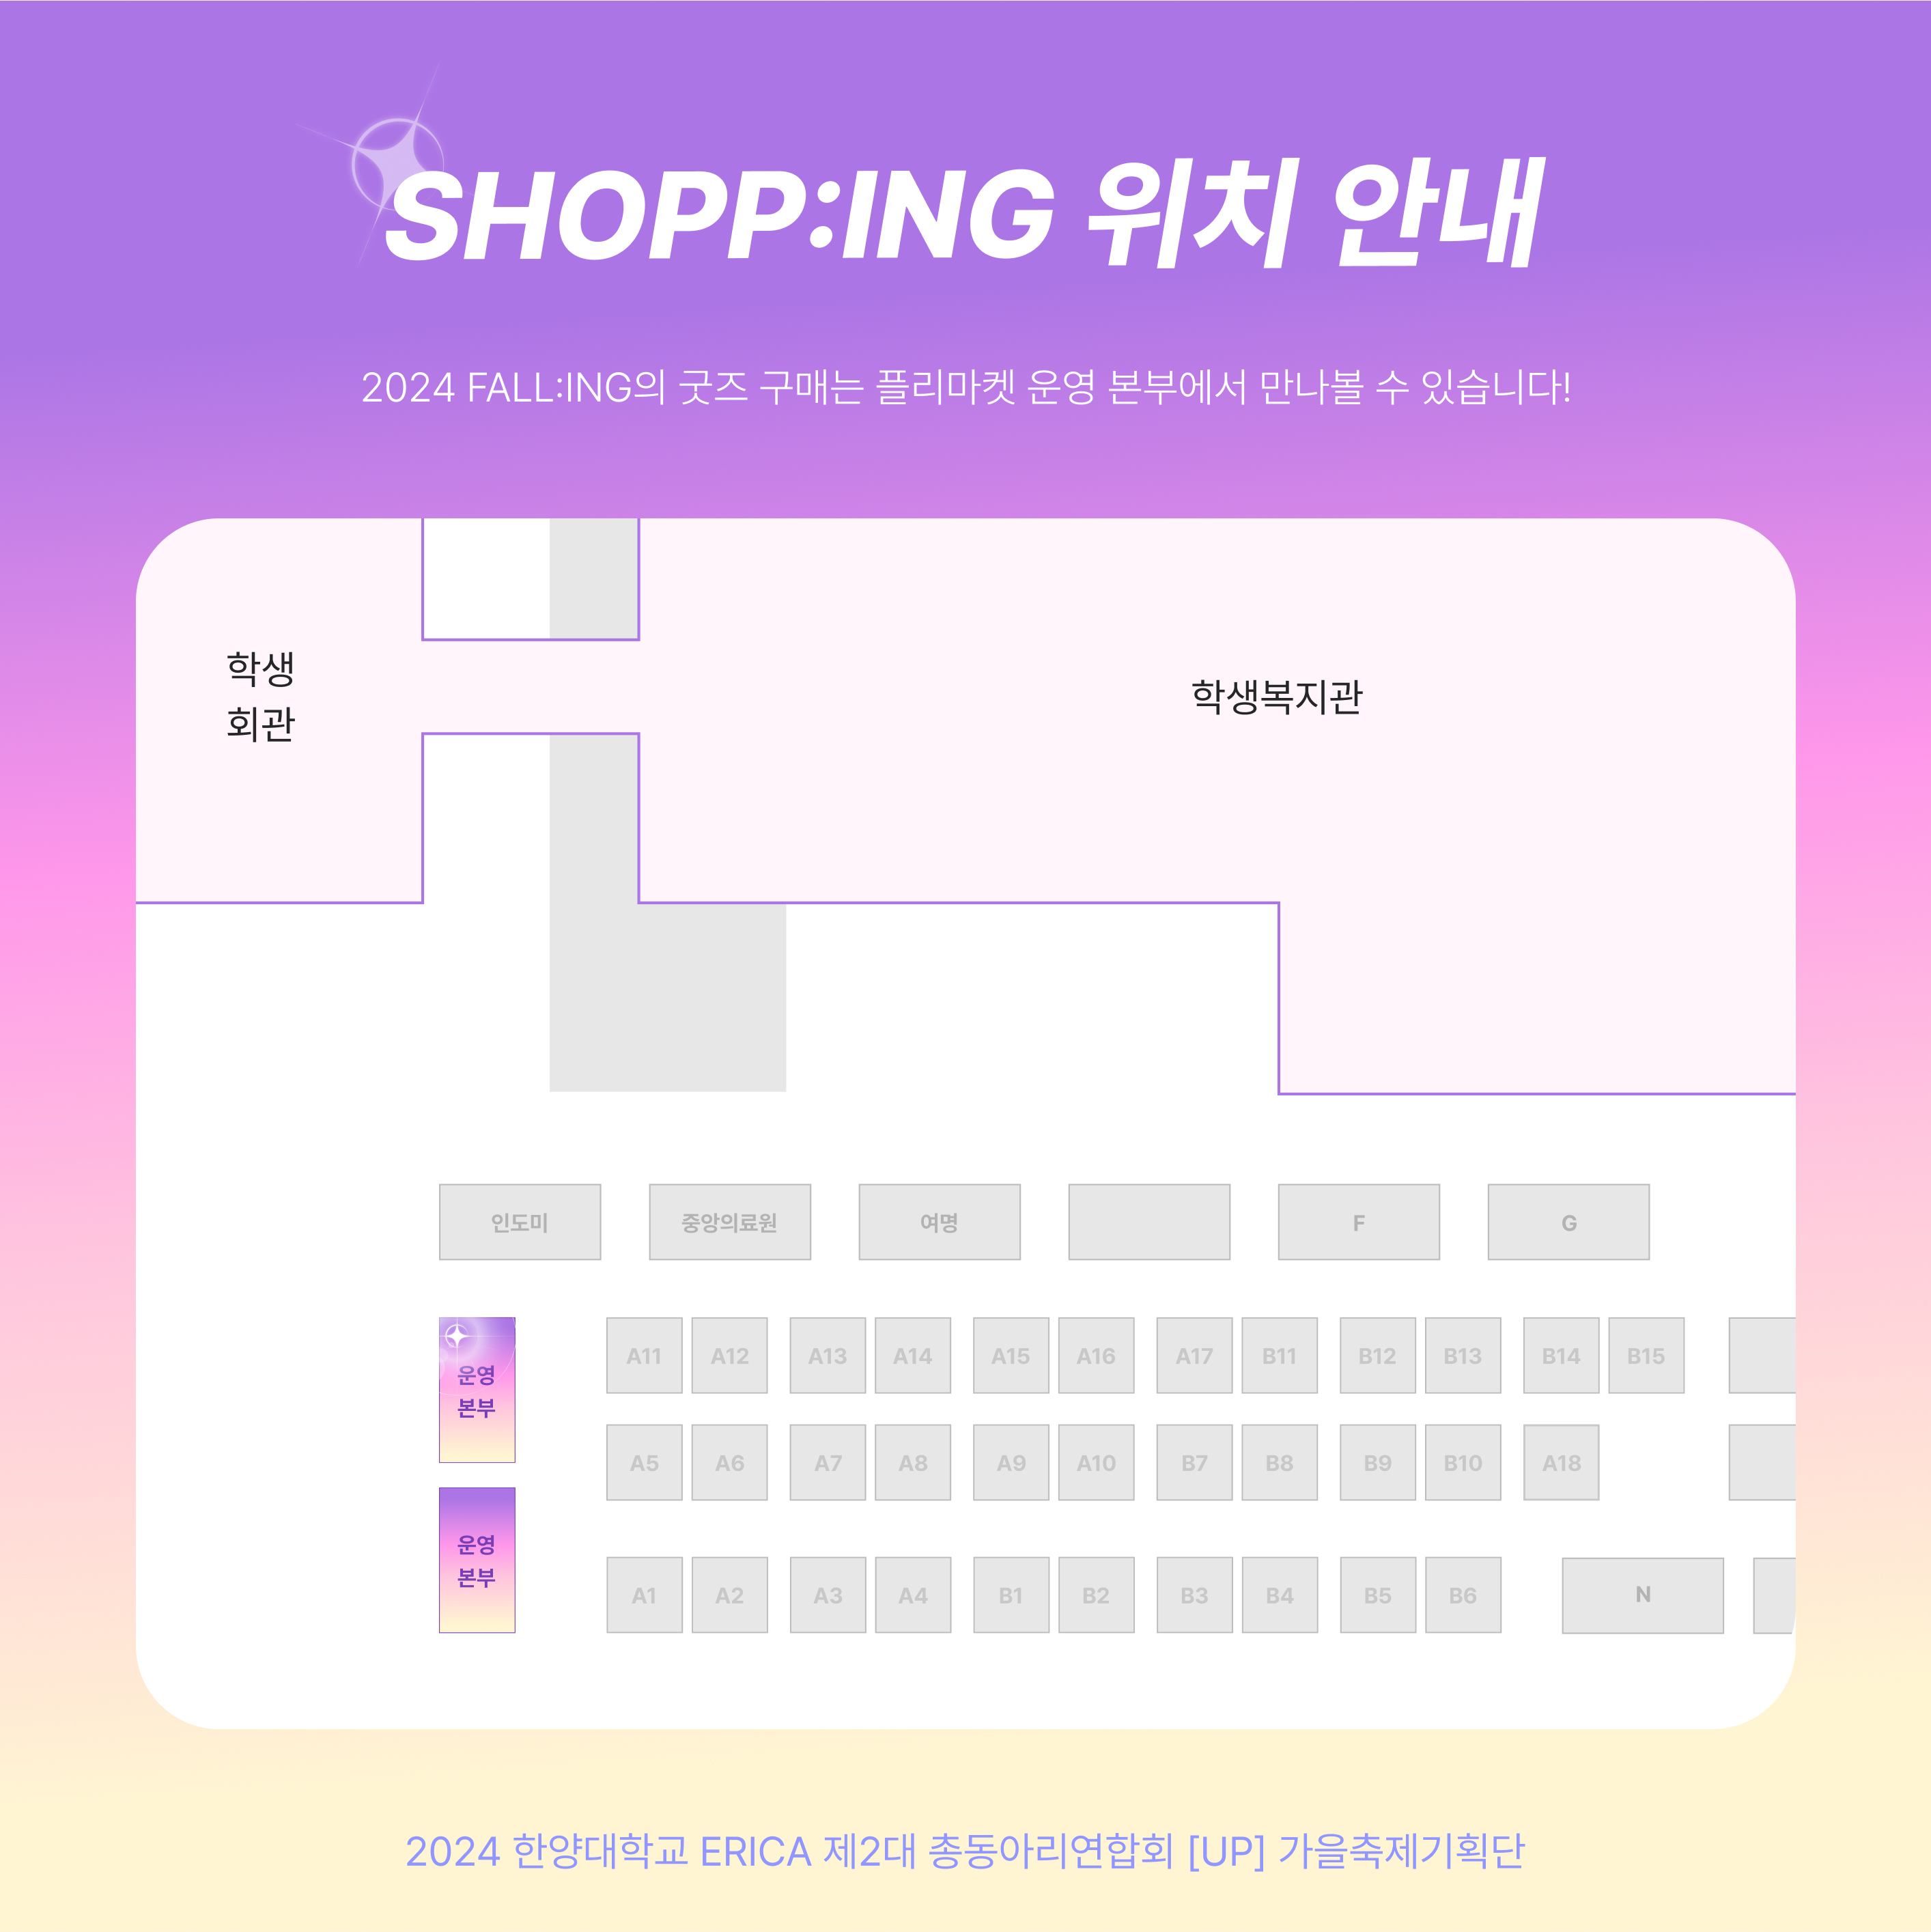 SHOPP:ING 위치 안내
2024 FALL:ING의 굿즈 구매는 플리마켓 운영 본부에서 만나볼 수 있습니다!
학생
회관
학생복지관
인도미 중앙의료원 여명 F G
운영
본부
A11 A12 A13 A14 A15 A16 A17 B11 B12 B13 B14 B15
A5 A6 A7 A8 A9 A10 B7 B8 B9 B10 A18
운영
본부
A1 A2 A3 A4 B1 B2 B3 B4 B5 B6 N
2024 한양대학교 ERICA 제2대 총동아리연합회 [UP] 가을축제기획단